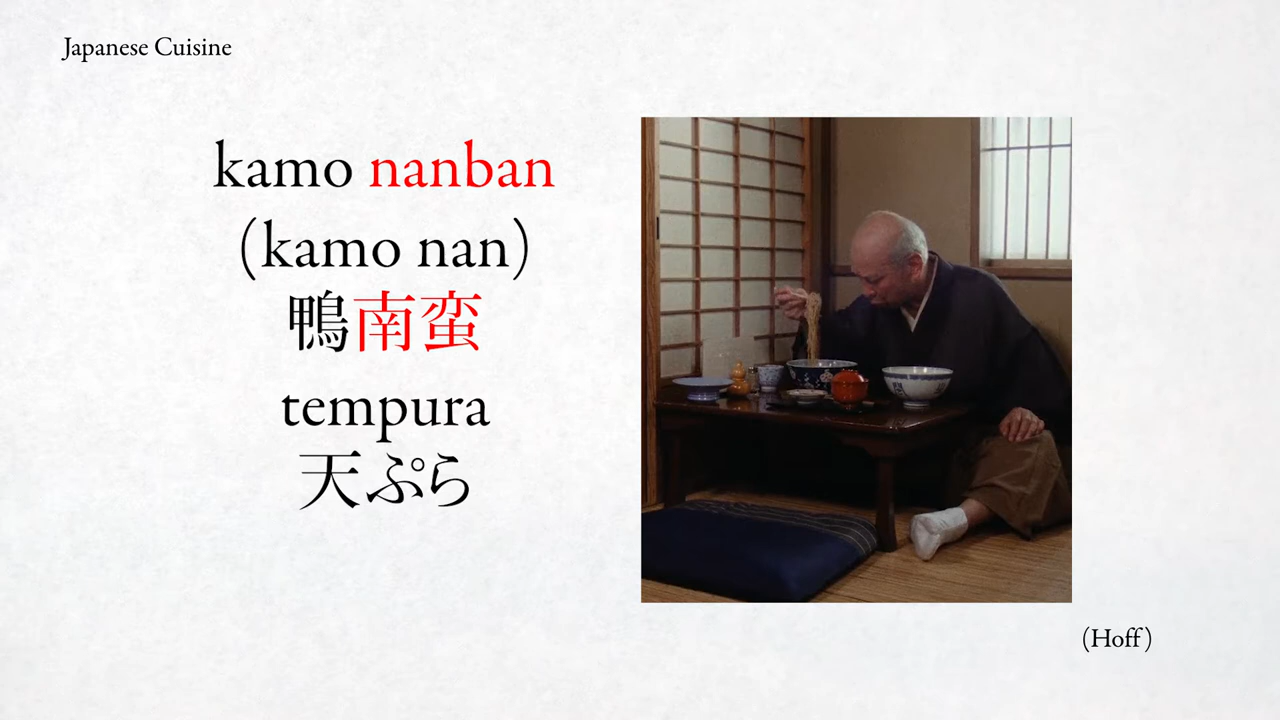 Japanese Cuisine
kamo nanban
(kamo nan)
鴨南蛮
tempura
天ぷら
(Hoff)